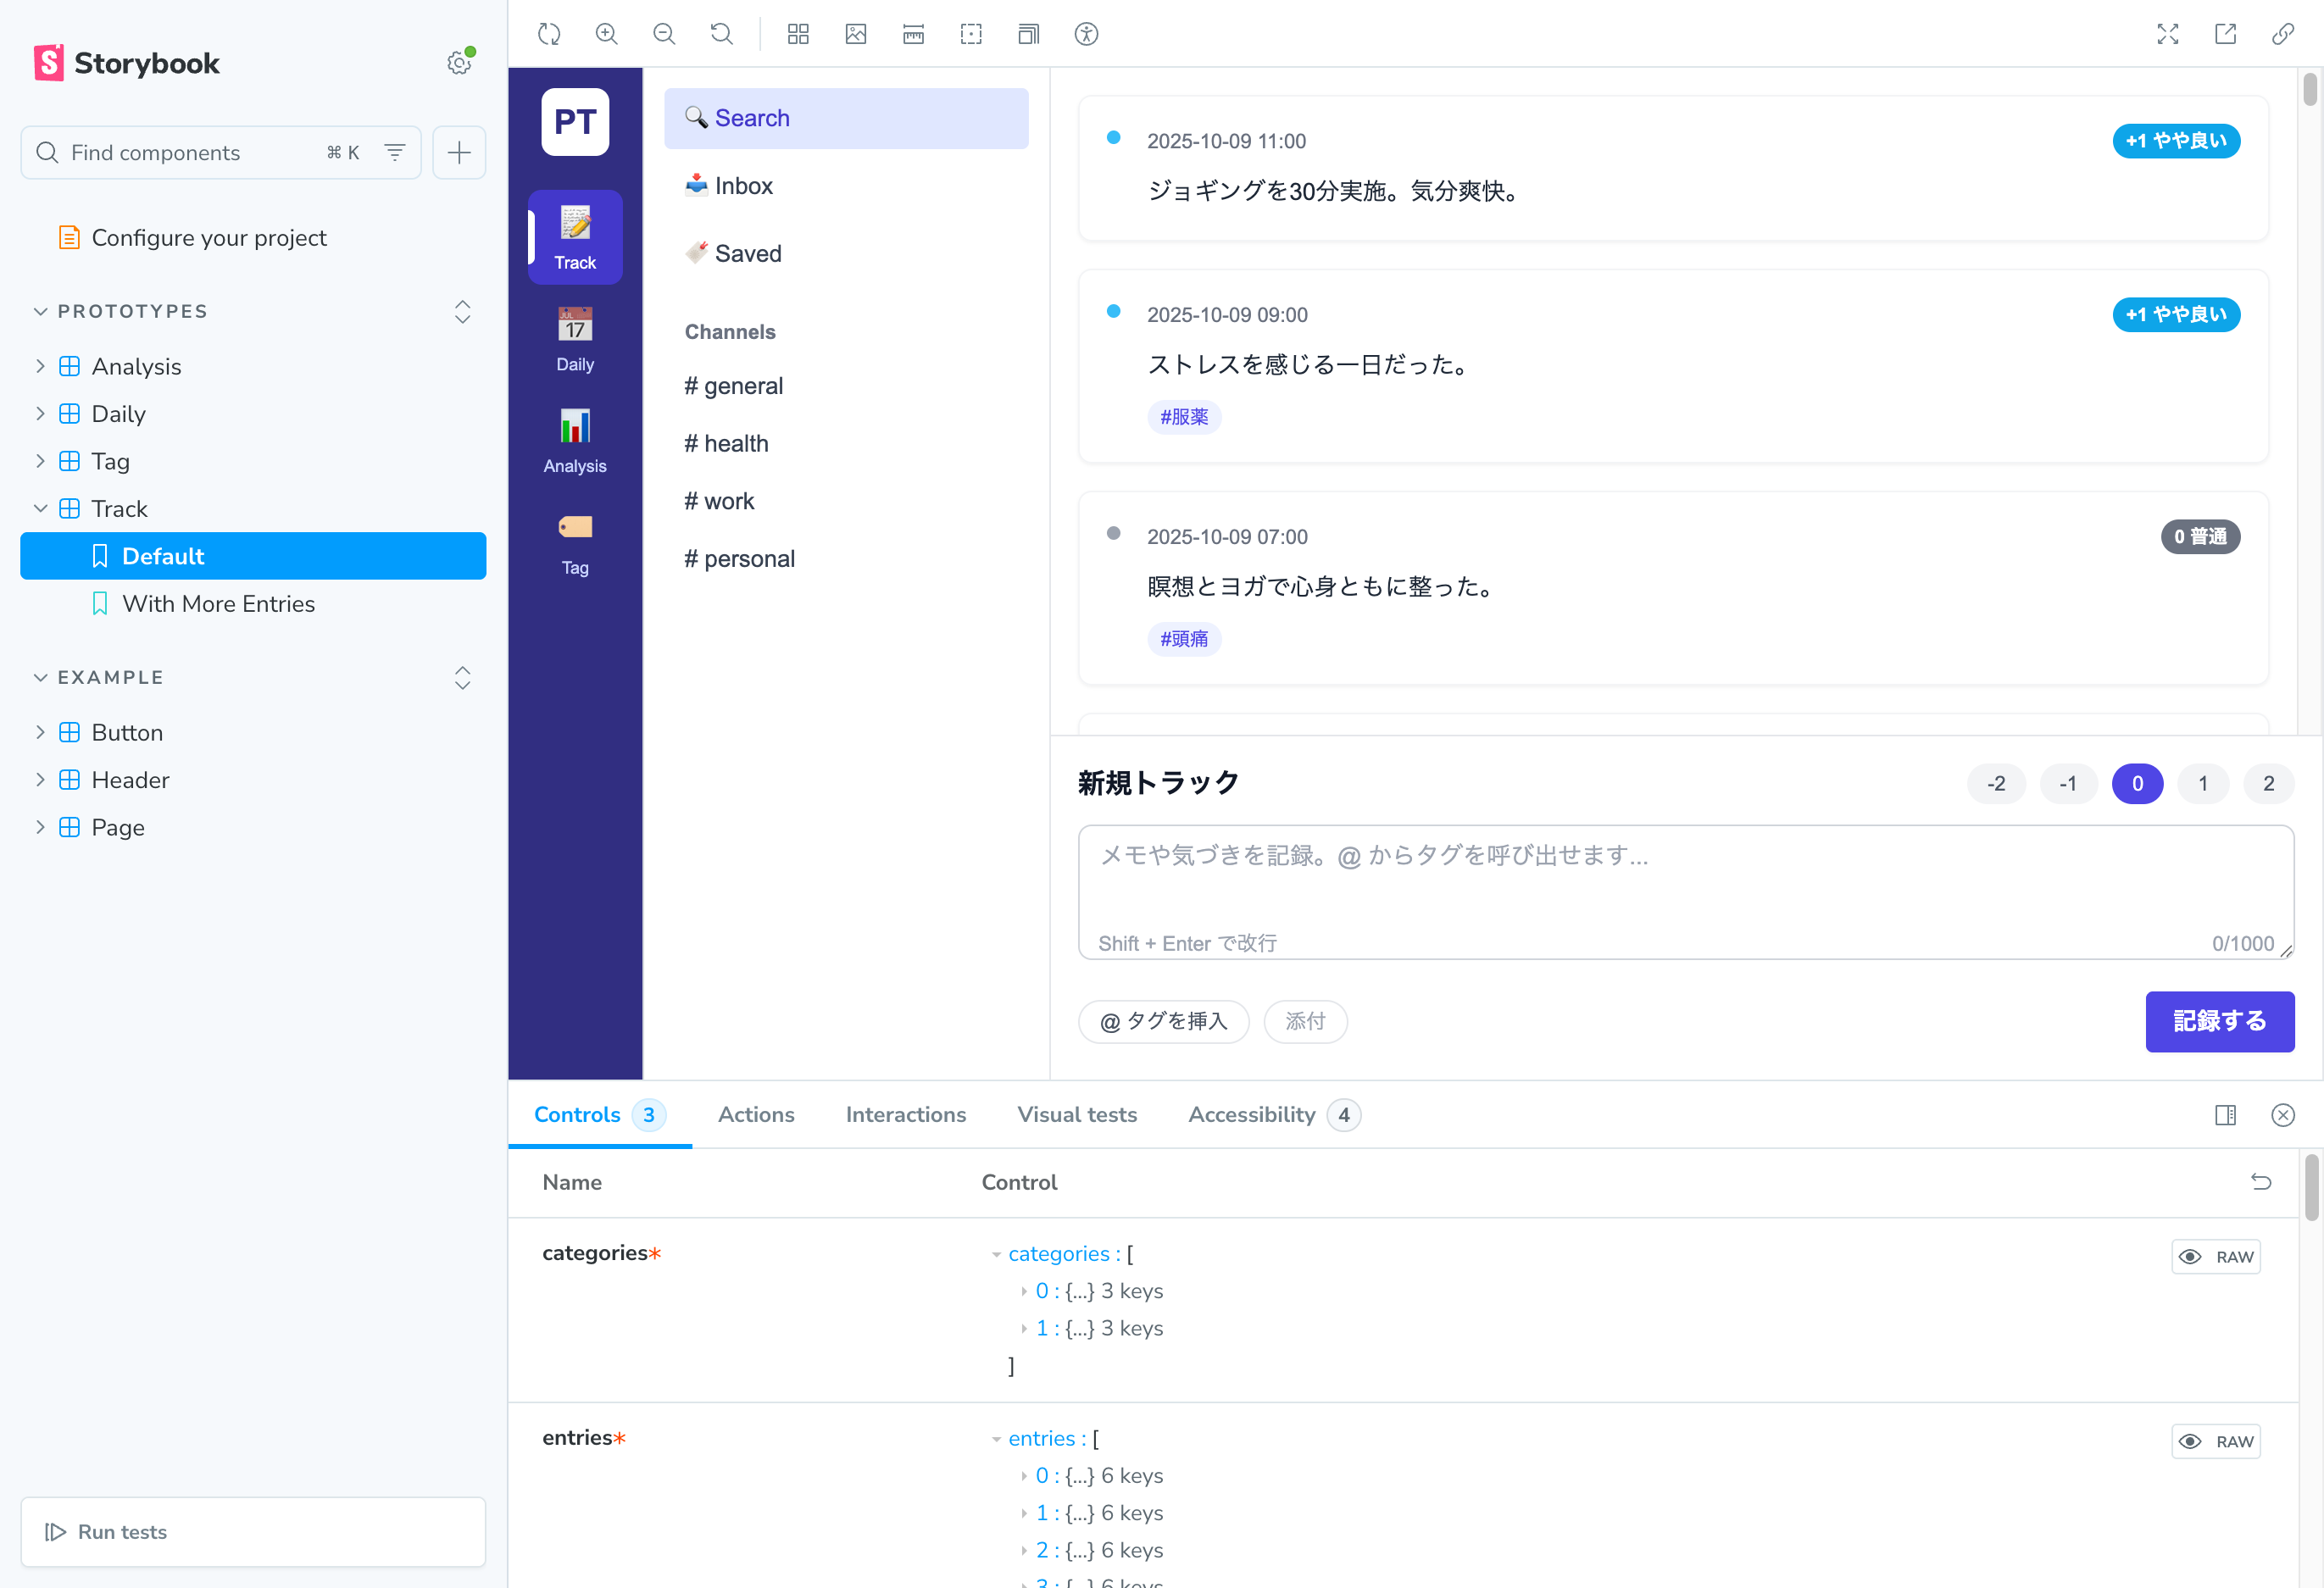 Storybook
Find components
⌘ K
Configure your project
PROTOTYPES
Analysis
Daily
Tag
Track
Default
With More Entries
EXAMPLE
Button
Header
Page
Run tests
PT
Track
JUL
17
Daily
Analysis
Tag
Search
Inbox
Saved
Channels
# general
# health
# work
# personal
2025-10-09 11:00
+1 やや良い
ジョギングを30分実施。気分爽快。
2025-10-09 09:00
+1 やや良い
ストレスを感じる一日だった。
#服薬
2025-10-09 07:00
0 普通
瞑想とヨガで心身ともに整った。
#頭痛
新規トラック
-2
-1
0
1
2
メモや気づきを記録。@ からタグを呼び出せます...
Shift + Enter で改行
0/1000
@ タグを挿入
添付
記録する
Controls 3
Actions
Interactions
Visual tests
Accessibility 4
Name
Control
categories*
categories : [
0 : {...} 3 keys
1 : {...} 3 keys
]
RAW
entries*
entries : [
0 : {...} 6 keys
1 : {...} 6 keys
2 : {...} 6 keys
3 : {...} 6 keys
RAW